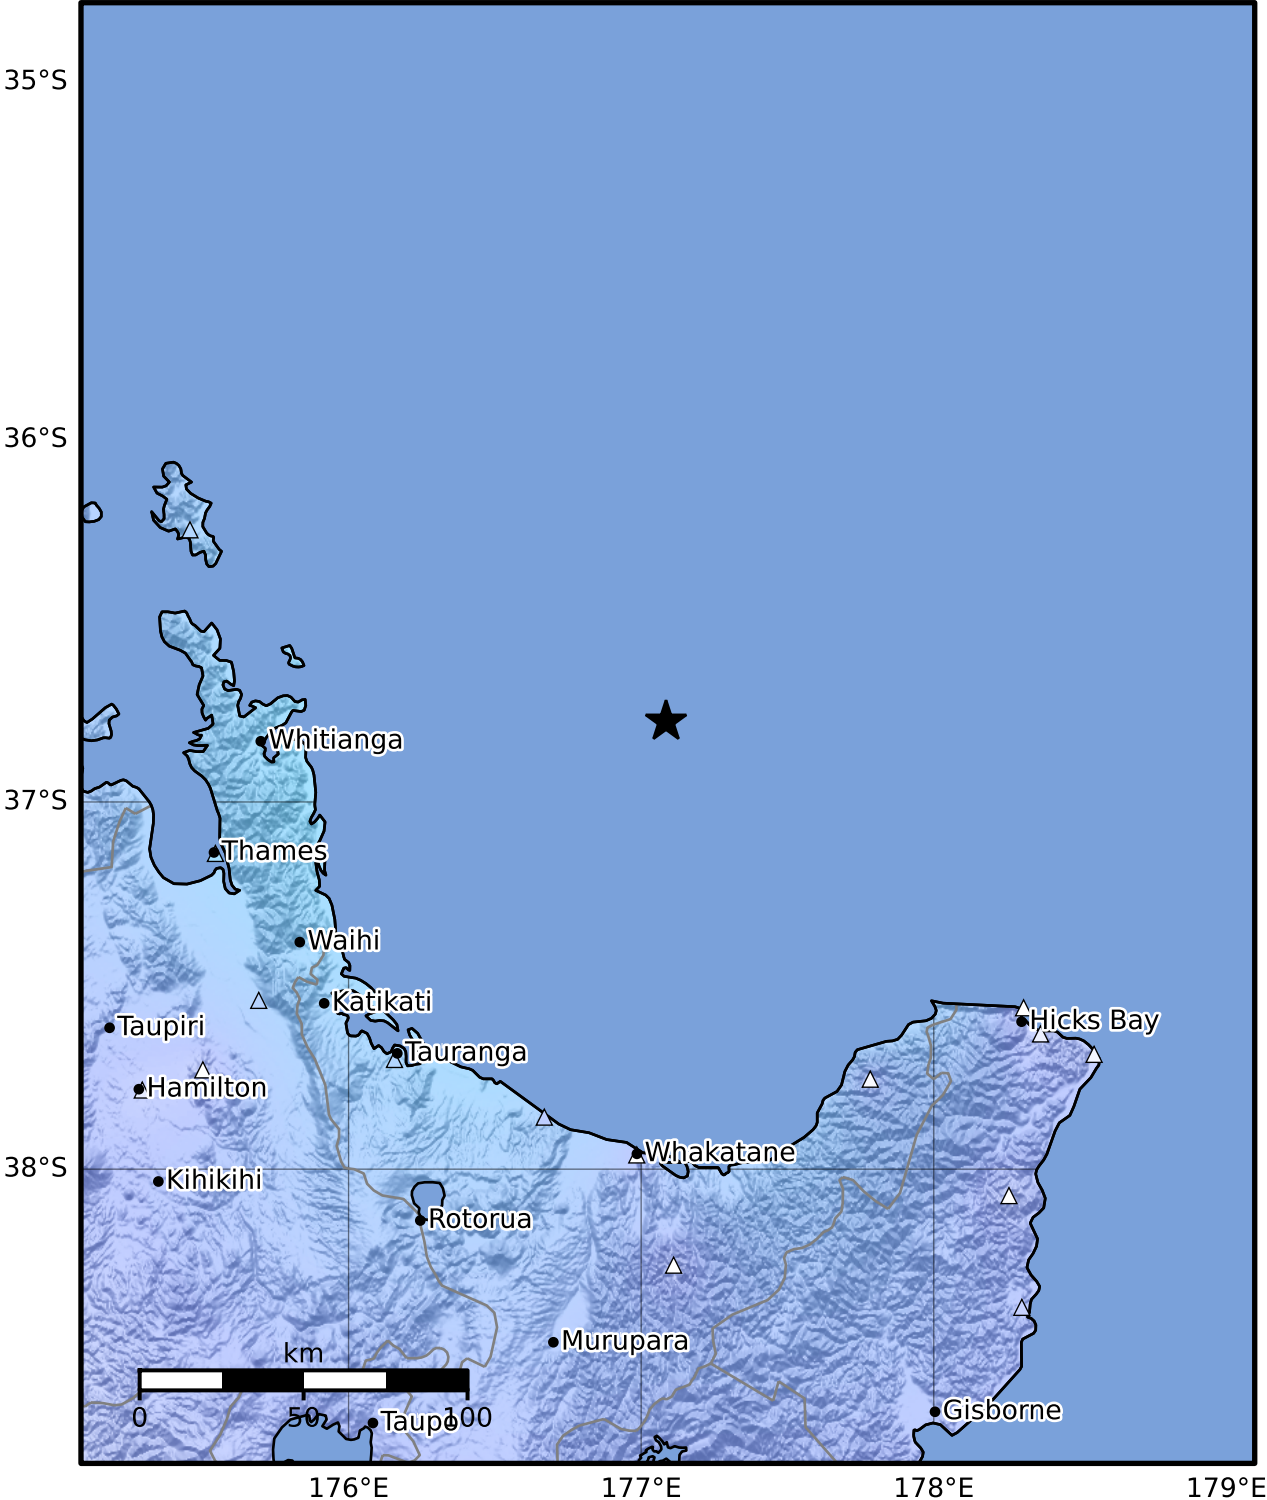 35°S
36°S
Whitianga
37°S
Thames
Waihi
Katikati
Hicks Bay
Taupiri
Tauranga
Hamilton
Whakatane
38°S
Kihikihi
Rotorua
Murupara
km
Gisborne
0 50 100
Taupo
176°E 177°E 178°E 179°E